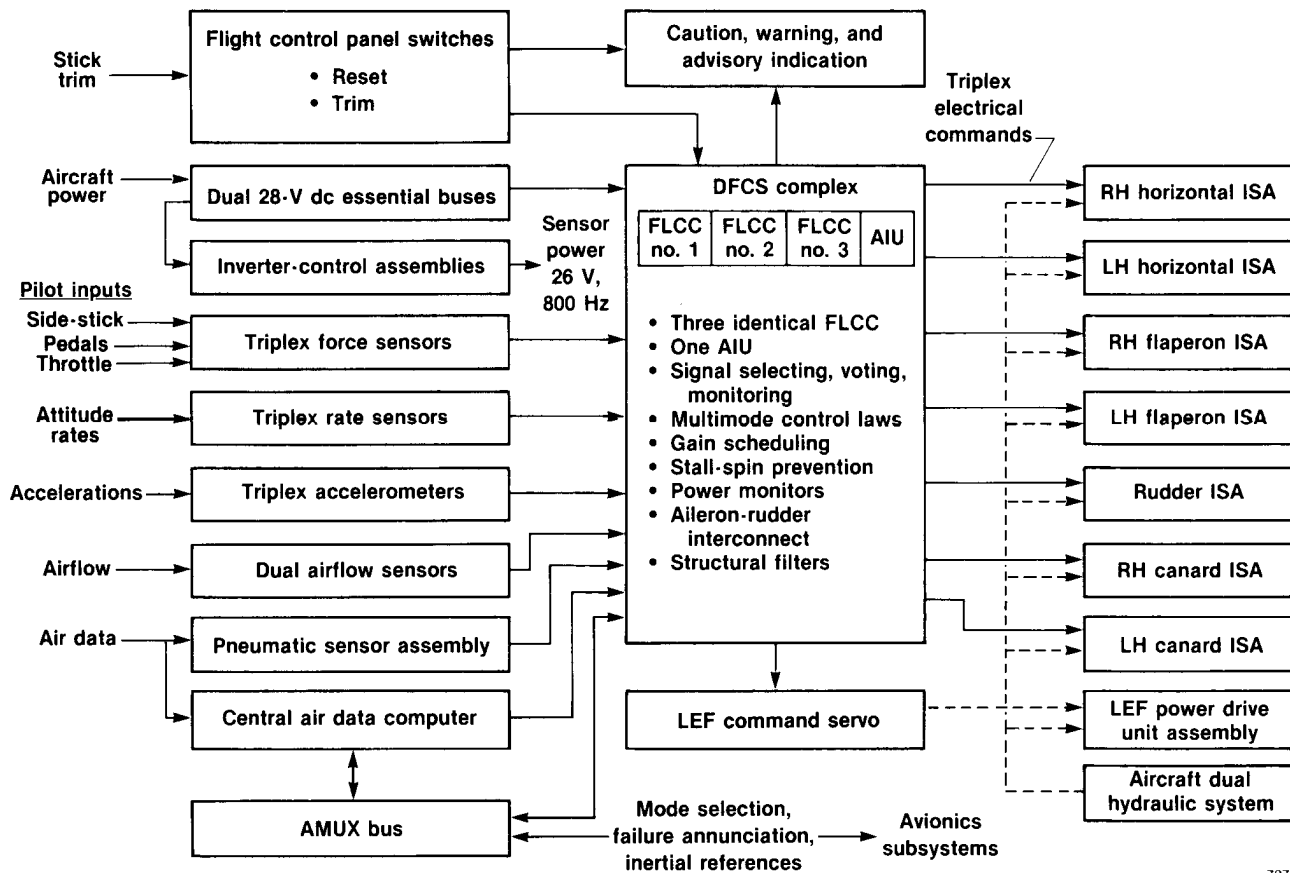 Stick
trim
Flight control panel switches
• Reset
• Trim
Caution, warning, and
advisory indication
Triplex
electrical
commands
Aircraft
power
Dual 28-V dc essential buses
Inverter-control assemblies
Sensor
power
26 V,
800 Hz
Pilot inputs
Side-stick
Pedals
Throttle
Triplex force sensors
Attitude
rates
Triplex rate sensors
Accelerations
Triplex accelerometers
Airflow
Dual airflow sensors
Air data
Pneumatic sensor assembly
Central air data computer
AMUX bus
DFCS complex
FLCC
no. 1
FLCC
no. 2
FLCC
no. 3
AIU
• Three identical FLCC
• One AIU
• Signal selecting, voting,
monitoring
• Multimode control laws
• Gain scheduling
• Stall-spin prevention
• Power monitors
• Aileron-rudder
interconnect
• Structural filters
LEF command servo
Mode selection,
failure annunciation,
inertial references
Avionics
subsystems
RH horizontal ISA
LH horizontal ISA
RH flaperon ISA
LH flaperon ISA
Rudder ISA
RH canard ISA
LH canard ISA
LEF power drive
unit assembly
Aircraft dual
hydraulic system